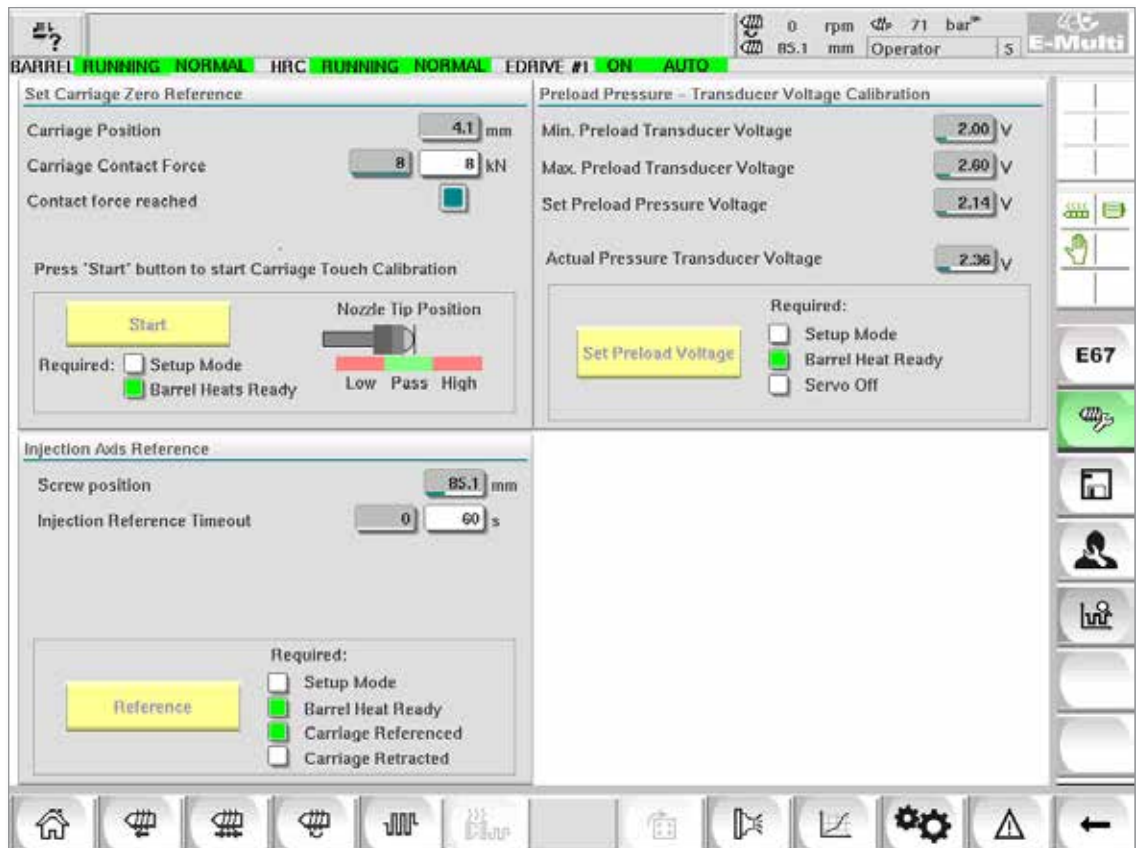 ?
0 rpm 71 bar
85.1 mm Operator S
E-Multi
BARREL RUNNING NORMAL HRC RUNNING NORMAL EDRIVE #1 ON AUTO
Set Carriage Zero Reference
Carriage Position 4.1 mm
Carriage Contact Force 8 8 kN
Contact force reached
Press "Start" button to start Carriage Touch Calibration
Start
Nozzle Tip Position
Required: Setup Mode
Barrel Heats Ready
Low Pass High
Preload Pressure - Transducer Voltage Calibration
Min. Preload Transducer Voltage 2.00 V
Max. Preload Transducer Voltage 2.60 V
Set Preload Pressure Voltage 2.14 V
Actual Pressure Transducer Voltage 2.36 V
Set Preload Voltage
Required:
Setup Mode
Barrel Heat Ready
Servo Off
Injection Axis Reference
Screw position 85.1 mm
Injection Reference Timeout 0 60 s
Reference
Required:
Setup Mode
Barrel Heat Ready
Carriage Referenced
Carriage Retracted
E67